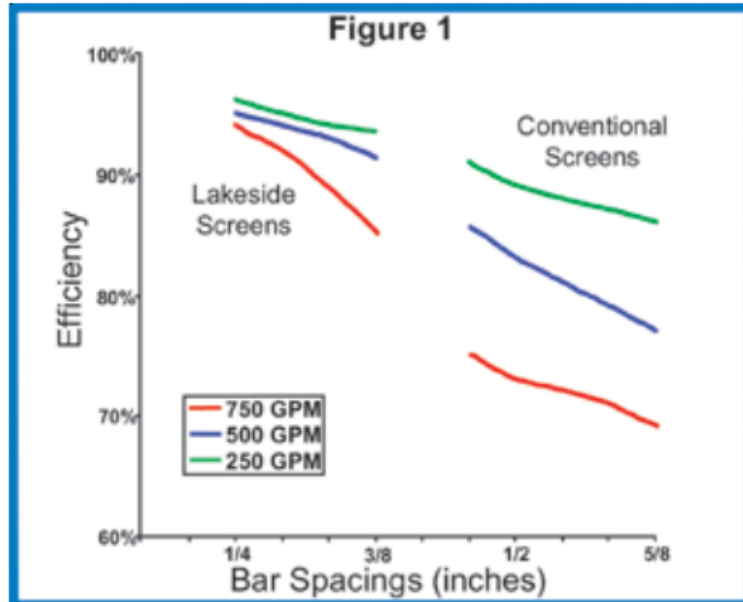 Figure 1
100%
90%
80%
70%
60%
Efficiency
Lakeside
Screens
Conventional
Screens
750 GPM
500 GPM
250 GPM
1/4
3/8
1/2
5/8
Bar Spacings (inches)